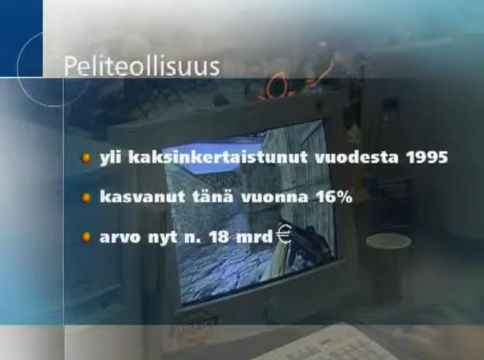 Peliteollisuus
yli kaksinkertaistunut vuodesta 1995
kasvanut tänä vuonna 16%
arvo nyt n. 18 mrd €